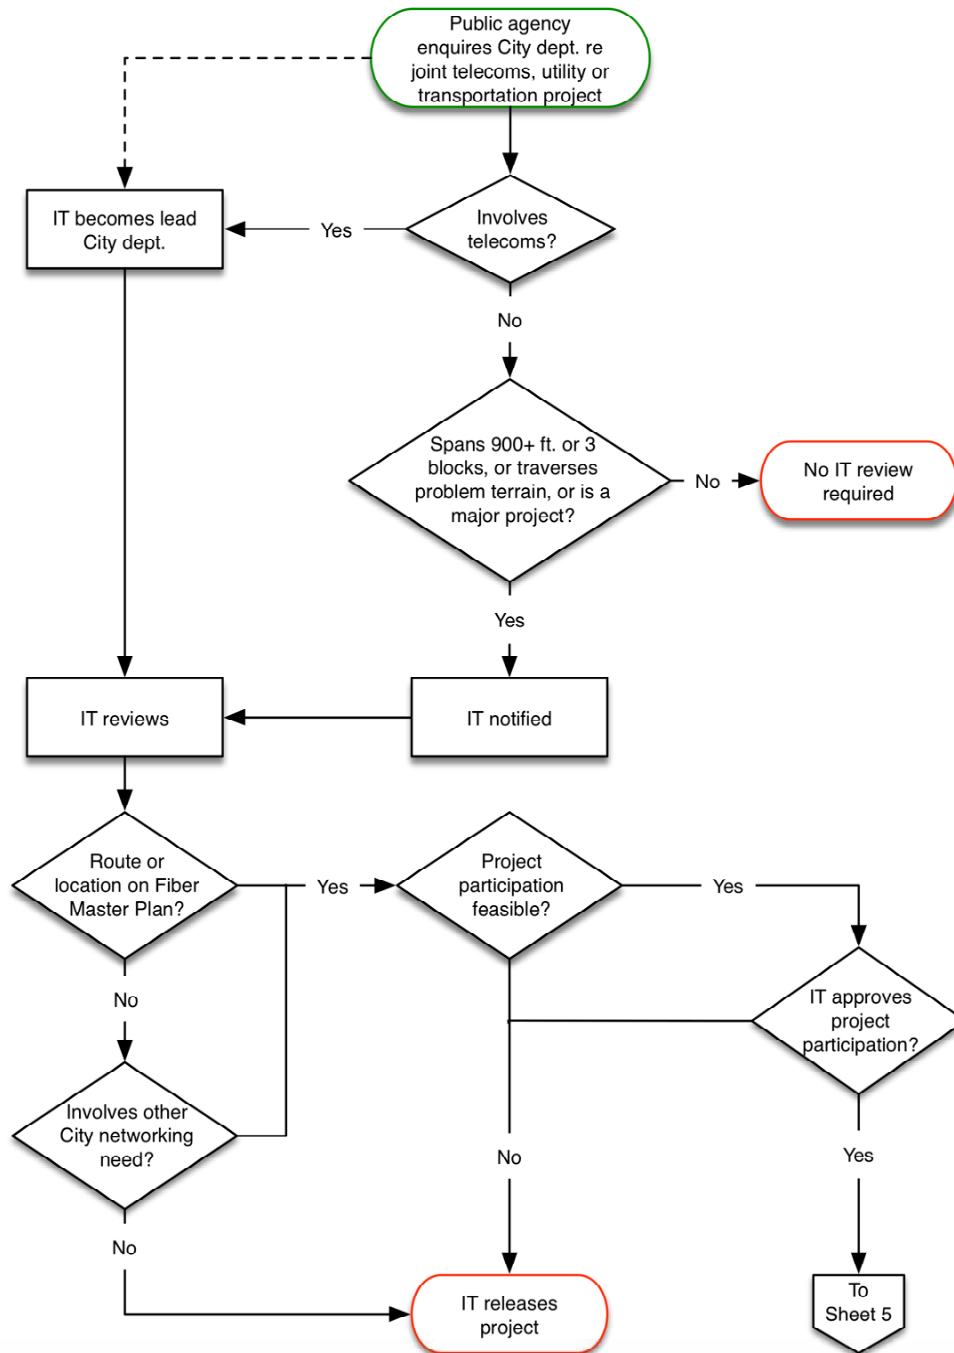 Public agency
enquires City dept. re
joint telecoms, utility or
transportation project
IT becomes lead
City dept.
Yes
Involves
telecoms?
No
Spans 900+ ft. or 3
blocks, or traverses
problem terrain, or is a
major project?
No
No IT review
required
Yes
IT reviews
IT notified
Route or
location on Fiber
Master Plan?
Yes
Project
participation
feasible?
Yes
No
IT approves
project
participation?
Involves other
City networking
need?
No
Yes
No
IT releases
project
To
Sheet 5